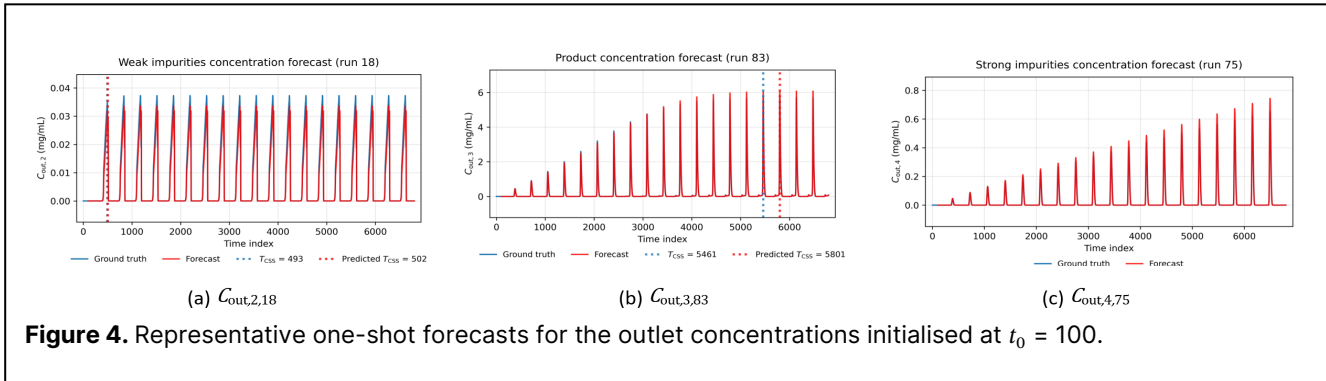 Weak impurities concentration forecast (run 18)
0.04
0.03
0.02
0.01
0.00
C_out, 2 (mg/mL)
0 1000 2000 3000 4000 5000 6000
Time index
Ground truth Forecast T_CSS = 493 Predicted T_CSS = 502
(a) C_out,2,18
Product concentration forecast (run 83)
6
4
2
0
C_out, 3 (mg/mL)
0 1000 2000 3000 4000 5000 6000
Time index
Ground truth Forecast T_CSS = 5461 Predicted T_CSS = 5801
(b) C_out,3,83
Strong impurities concentration forecast (run 75)
0.8
0.6
0.4
0.2
0.0
C_out, 4 (mg/mL)
0 1000 2000 3000 4000 5000 6000
Time index
Ground truth Forecast
(c) C_out,4,75
Figure 4. Representative one-shot forecasts for the outlet concentrations initialised at t_0 = 100.